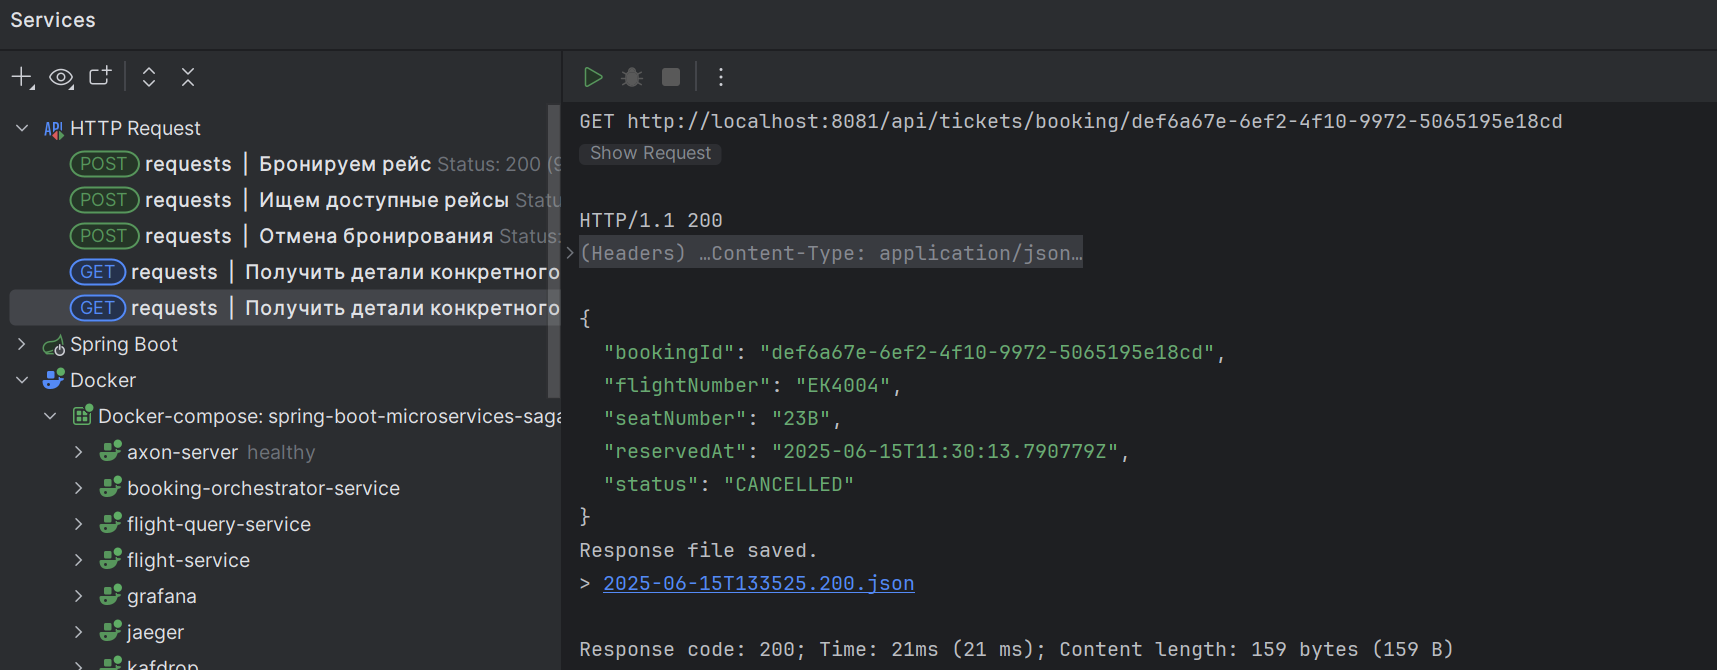 Services
HTTP Request
POST requests | Бронируем рейс Status: 200
POST requests | Ищем доступные рейсы
POST requests | Отмена бронирования Status:
GET requests | Получить детали конкретного
GET requests | Получить детали конкретного
Spring Boot
Docker
Docker-compose: spring-boot-microservices-saga
axon-server healthy
booking-orchestrator-service
flight-query-service
flight-service
grafana
jaeger
kafdrop
GET http://localhost:8081/api/tickets/booking/def6a67e-6ef2-4f10-9972-5065195e18cd
Show Request
HTTP/1.1 200
(Headers) …Content-Type: application/json…
{
"bookingId": "def6a67e-6ef2-4f10-9972-5065195e18cd",
"flightNumber": "EK4004",
"seatNumber": "23B",
"reservedAt": "2025-06-15T11:30:13.790779Z",
"status": "CANCELLED"
}
Response file saved.
> 2025-06-15T133525.200.json
Response code: 200; Time: 21ms (21 ms); Content length: 159 bytes (159 B)